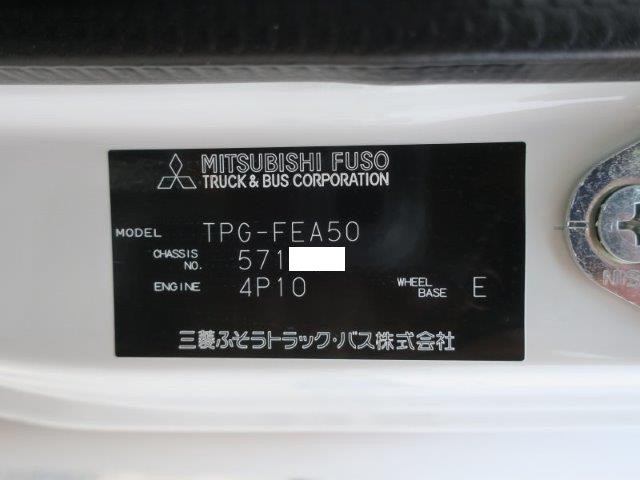 MITSUBISHI FUSO
TRUCK & BUS CORPORATION
MODEL TPG-FEA50
CHASSIS NO. 571
ENGINE 4P10 WHEEL BASE E
三菱ふそうトラック・バス株式会社
NIS